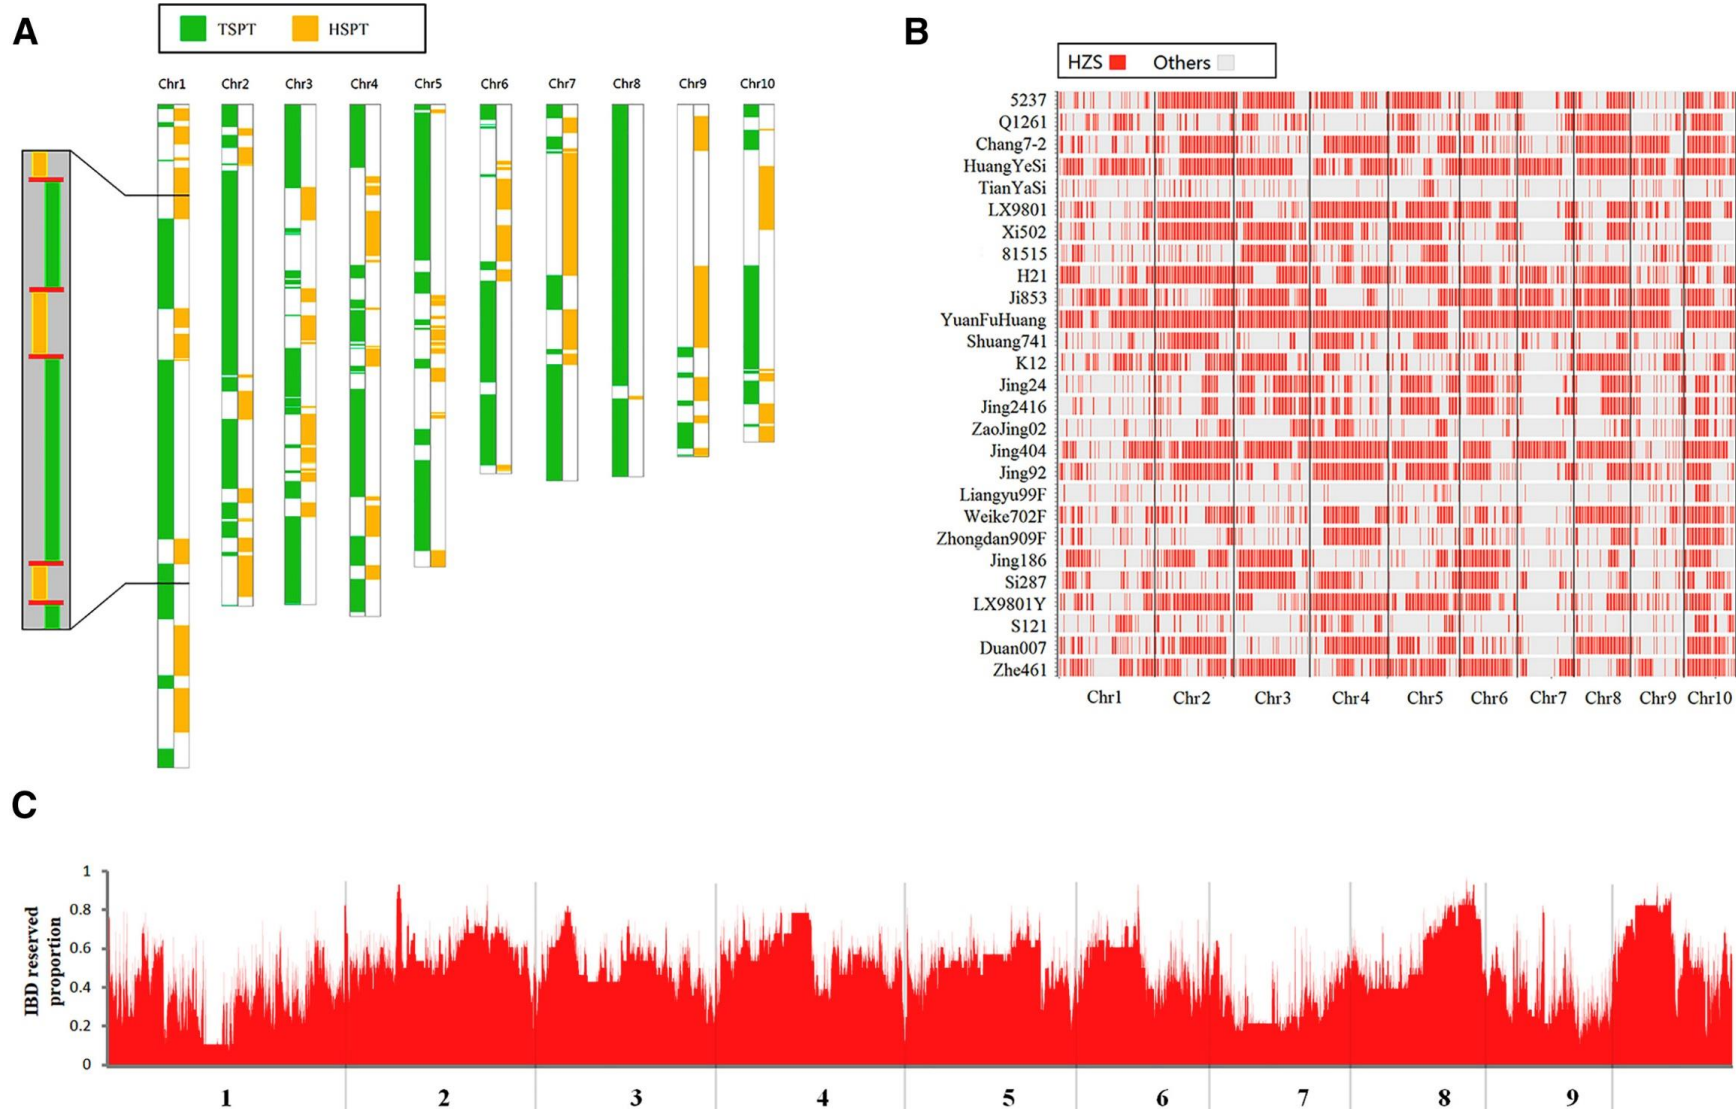 A
TSPT HSPT
Chr1 Chr2 Chr3 Chr4 Chr5 Chr6 Chr7 Chr8 Chr9 Chr10
B
HZS Others
5237
Q1261
Chang7-2
HuangYeSi
TianYaSi
LX9801
Xi502
81515
H21
Ji853
YuanFuHuang
Shuang741
K12
Jing24
Jing2416
ZaoJing02
Jing404
Jing92
Liangyu99F
Weike702F
Zhongdan909F
Jing186
Si287
LX9801Y
S121
Duan007
Zhe461
Chr1 Chr2 Chr3 Chr4 Chr5 Chr6 Chr7 Chr8 Chr9 Chr10
C
IBD reserved
proportion
1
0.8
0.6
0.4
0.2
0
1 2 3 4 5 6 7 8 9